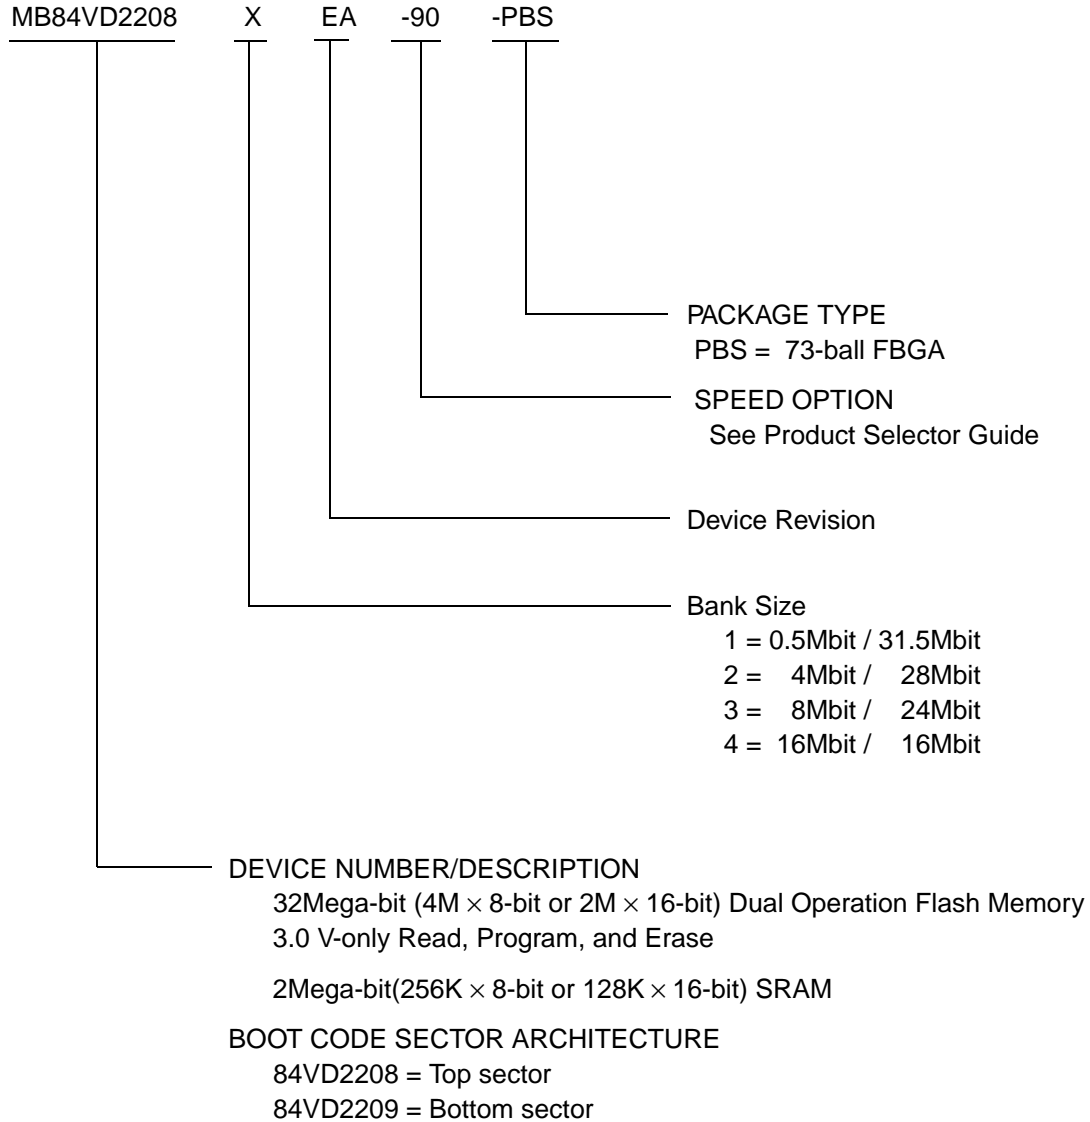 MB84VD2208 X EA -90 -PBS
PACKAGE TYPE
PBS = 73-ball FBGA
SPEED OPTION
See Product Selector Guide
Device Revision
Bank Size
1 = 0.5Mbit / 31.5Mbit
2 = 4Mbit / 28Mbit
3 = 8Mbit / 24Mbit
4 = 16Mbit / 16Mbit
DEVICE NUMBER/DESCRIPTION
32Mega-bit (4M × 8-bit or 2M × 16-bit) Dual Operation Flash Memory
3.0 V-only Read, Program, and Erase
2Mega-bit(256K × 8-bit or 128K × 16-bit) SRAM
BOOT CODE SECTOR ARCHITECTURE
84VD2208 = Top sector
84VD2209 = Bottom sector